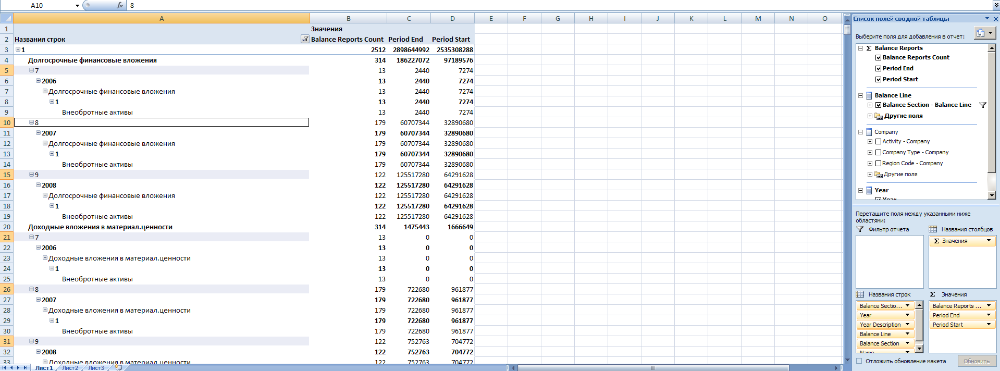 A10 fx 8
A B C D E F G H I J K L M N O
1 Значения
2 Названия строк Balance Reports Count Period End Period Start
3 1 2512 2898644992 2535308288
4 Долгосрочные финансовые вложения 314 186227072 97189576
5 7 13 2440 7274
6 2006 13 2440 7274
7 Долгосрочные финансовые вложения 13 2440 7274
8 1 13 2440 7274
9 Внеобротные активы 13 2440 7274
10 8 179 60707344 32890680
11 2007 179 60707344 32890680
12 Долгосрочные финансовые вложения 179 60707344 32890680
13 1 179 60707344 32890680
14 Внеобротные активы 179 60707344 32890680
15 9 122 125517280 64291628
16 2008 122 125517280 64291628
17 Долгосрочные финансовые вложения 122 125517280 64291628
18 1 122 125517280 64291628
19 Внеобротные активы 122 125517280 64291628
20 Доходные вложения в материал.ценности 314 1475443 1666649
21 7 13 0 0
22 2006 13 0 0
23 Доходные вложения в материал.ценности 13 0 0
24 1 13 0 0
25 Внеобротные активы 13 0 0
26 8 179 722680 961877
27 2007 179 722680 961877
28 Доходные вложения в материал.ценности 179 722680 961877
29 1 179 722680 961877
30 Внеобротные активы 179 722680 961877
31 9 122 752763 704772
32 2008 122 752763 704772
33 Доходные вложения в материал.ценности 122 752763 704772
Лист1 Лист2 Лист3
Список полей сводной таблицы
Выберите поля для добавления в отчет:
Σ Balance Reports
Balance Reports Count
Period End
Period Start
Balance Line
Balance Section - Balance Line
Другие поля
Company
Activity - Company
Company Type - Company
Region Code - Company
Другие поля
Year
Year
Перетащите поля между указанными ниже
областями:
Фильтр отчета Названия столбцов
Σ Значения
Названия строк Σ Значения
Balance Sectio... Balance Reports ...
Year Period End
Year Description Period Start
Balance Line
Balance Section
Name
Отложить обновление макета Обновить